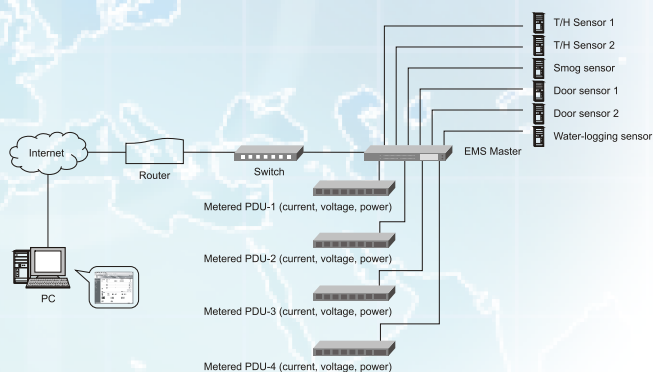 T/H Sensor 1
T/H Sensor 2
Smog sensor
Door sensor 1
Door sensor 2
Water-logging sensor
Internet
Router
Switch
EMS Master
Metered PDU-1 (current, voltage, power)
Metered PDU-2 (current, voltage, power)
PC
Metered PDU-3 (current, voltage, power)
Metered PDU-4 (current, voltage, power)